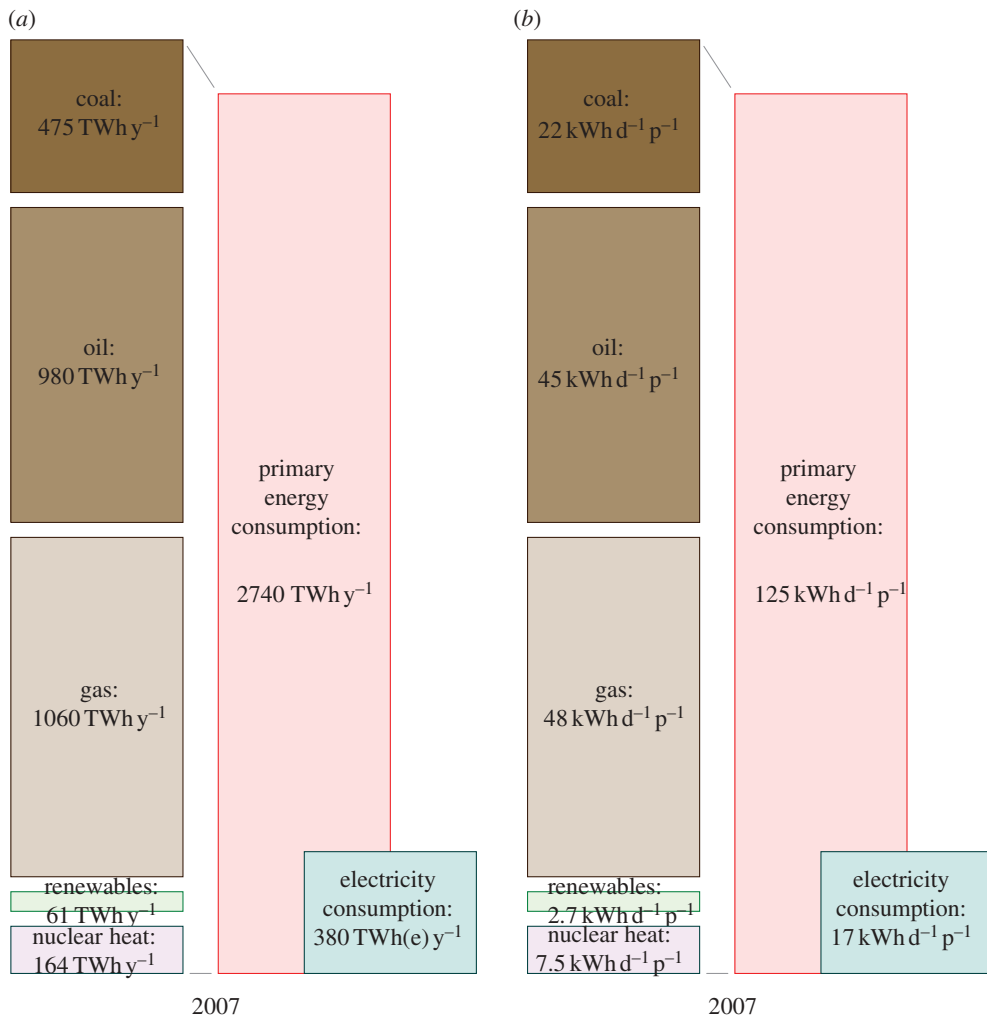 (a)
coal:
475 TWh y⁻¹
oil:
980 TWh y⁻¹
gas:
1060 TWh y⁻¹
renewables:
61 TWh y⁻¹
nuclear heat:
164 TWh y⁻¹
primary
energy
consumption:
2740 TWh y⁻¹
electricity
consumption:
380 TWh(e) y⁻¹
2007
(b)
coal:
22 kWh d⁻¹ p⁻¹
oil:
45 kWh d⁻¹ p⁻¹
gas:
48 kWh d⁻¹ p⁻¹
renewables:
2.7 kWh d⁻¹ p⁻¹
nuclear heat:
7.5 kWh d⁻¹ p⁻¹
primary
energy
consumption:
125 kWh d⁻¹ p⁻¹
electricity
consumption:
17 kWh d⁻¹ p⁻¹
2007